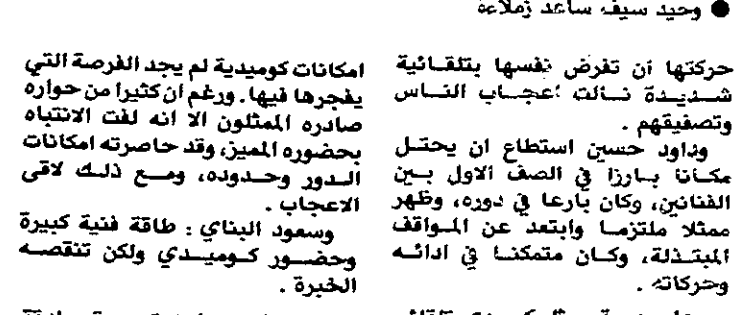 ● وحيد سيف ساعد زملاءه
حركتها ان تفرض نفسها بتلقائية
شديدة نالت اعجاب الناس
وتصفيقهم .
وداود حسين استطاع ان يحتل
مكانا بارزا في الصف الاول بين
الفنانين، وكان بارعا في دوره، وظهر
ممثلا ملتزما وابتعد عن المواقف
المبتذلة، وكان متمكنا في ادائه
وحركاته .
امكانات كوميدية لم يجد الفرصة التي
يفجرها فيها . ورغم ان كثيرا من حواره
صادره الممثلون الا انه لفت الانتباه
بحضوره المميز، وقد حاصرته امكانات
الدور وحدوده، ومع ذلك لاقى
الاعجاب .
وسعود البناي : طاقة فنية كبيرة
وحضور كوميدي ولكن تنقصه
الخبرة .